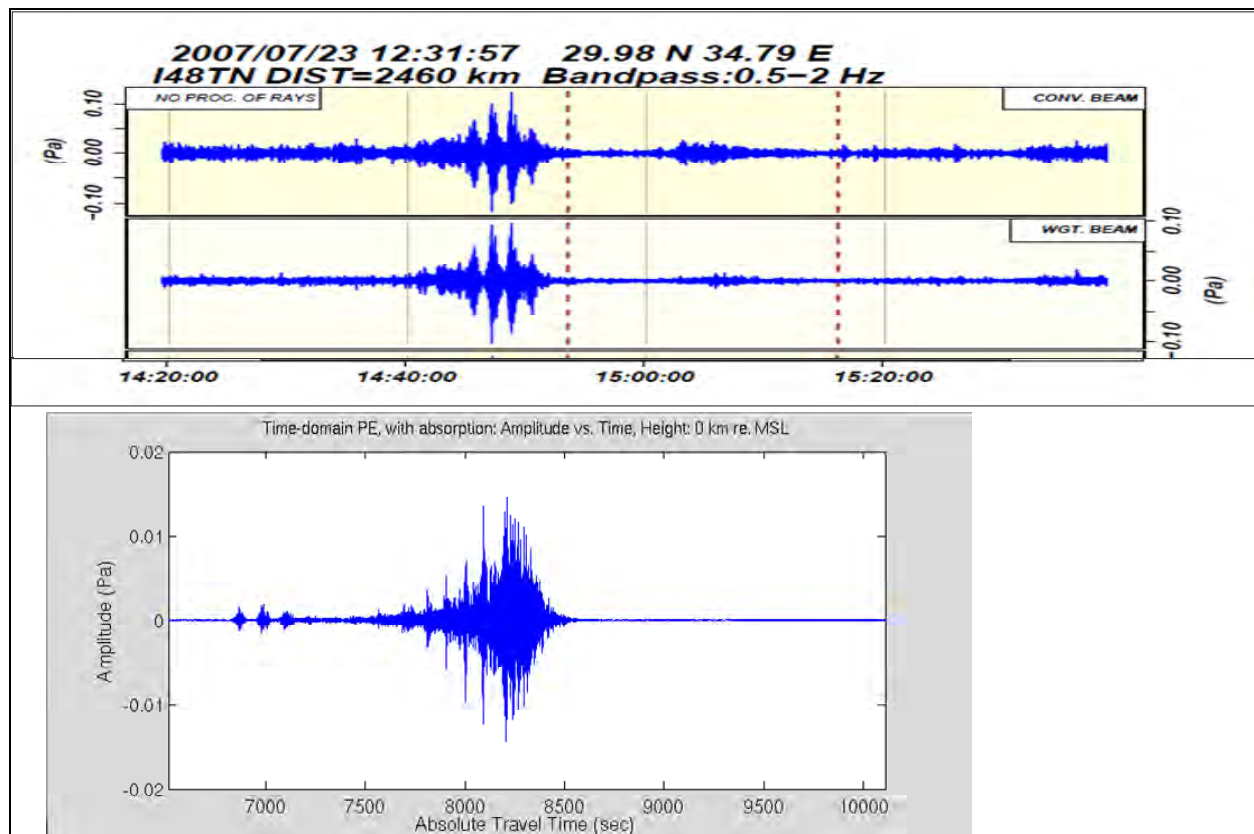 2007/07/23 12:31:57 29.98 N 34.79 E
I48TN DIST=2460 km Bandpass:0.5−2 Hz
NO PROC. OF RAYS
CONV. BEAM
(Pa)
0.10
0.00
-0.10
WGT. BEAM
0.10
0.00
-0.10
(Pa)
14:20:00 14:40:00 15:00:00 15:20:00
Time-domain PE, with absorption: Amplitude vs. Time, Height: 0 km re. MSL
Amplitude (Pa)
0.02
0.01
0
-0.01
-0.02
7000 7500 8000 8500 9000 9500 10000
Absolute Travel Time (sec)